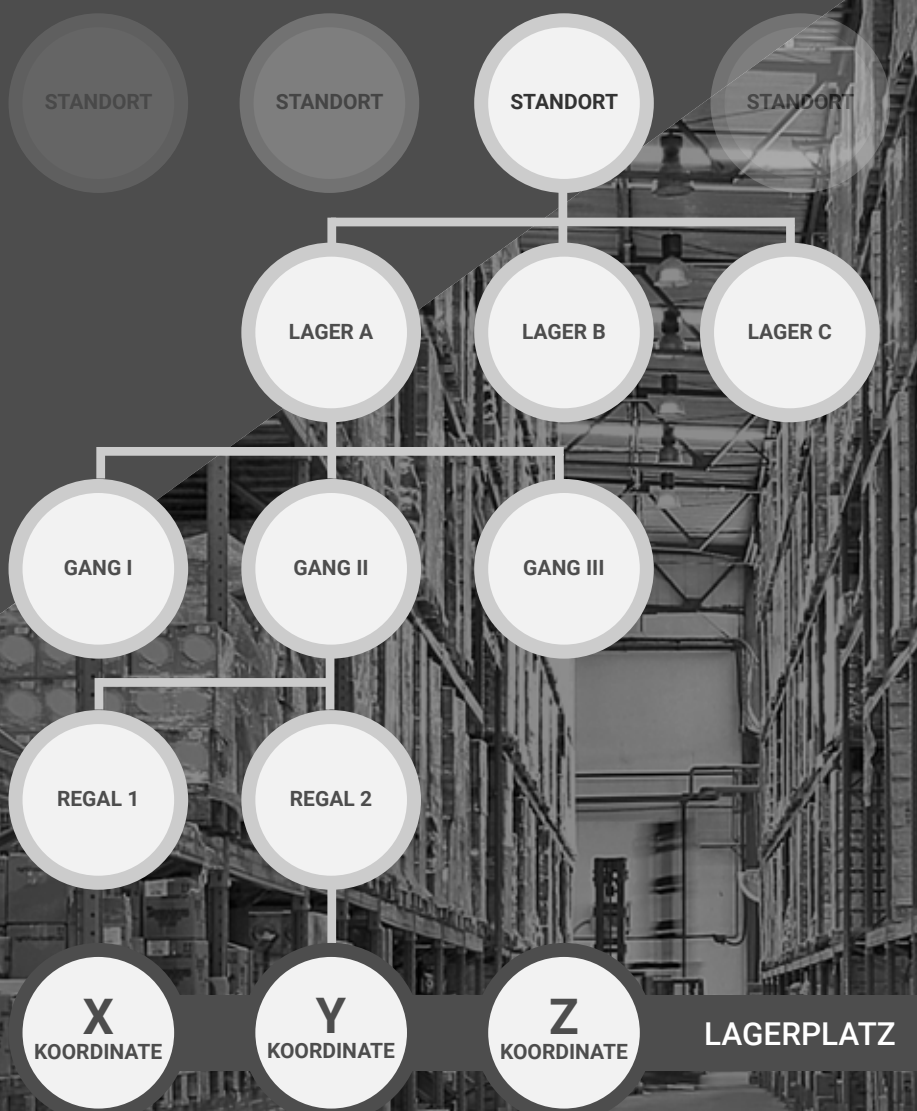 STANDORT
STANDORT
STANDORT
STANDORT
LAGER A
LAGER B
LAGER C
GANG I
GANG II
GANG III
REGAL 1
REGAL 2
X
KOORDINATE
Y
KOORDINATE
Z
KOORDINATE
LAGERPLATZ